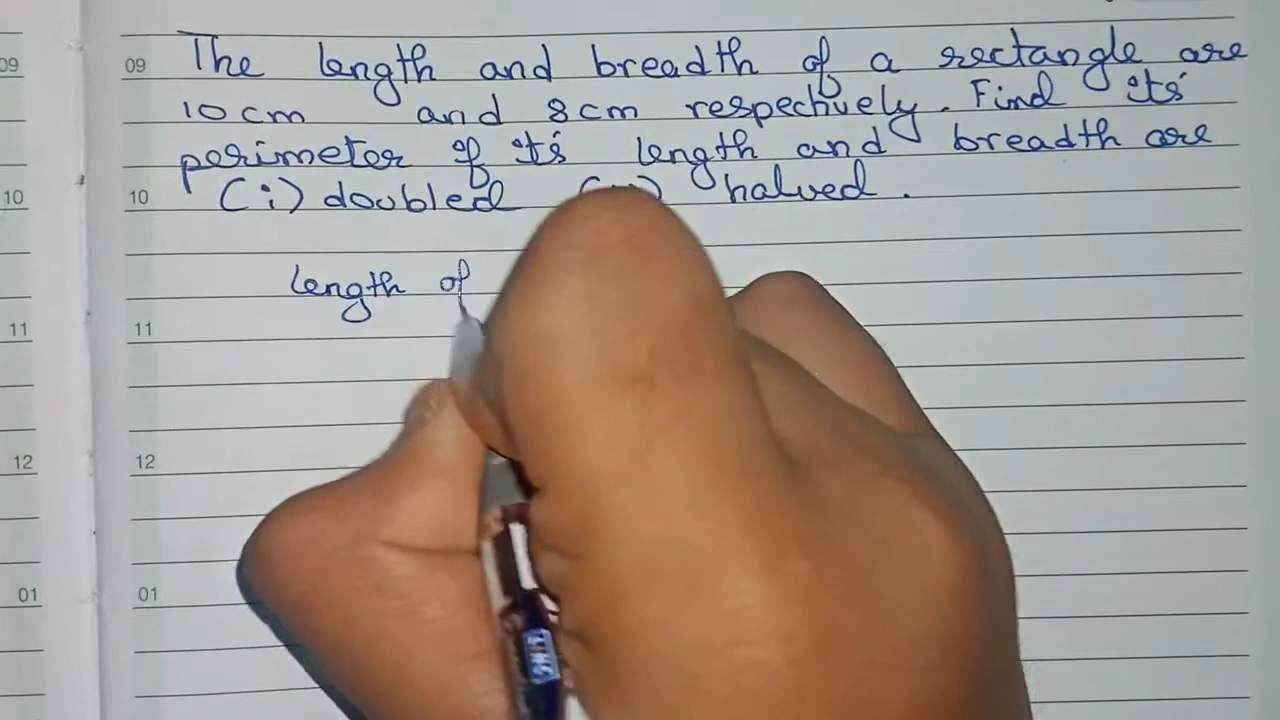 The length and breadth of a rectangle are
10 cm and 8 cm respectively. Find its
perimeter if its length and breadth are
(i) doubled halved.
length of
09
09
10
10
11
11
12
12
01
01